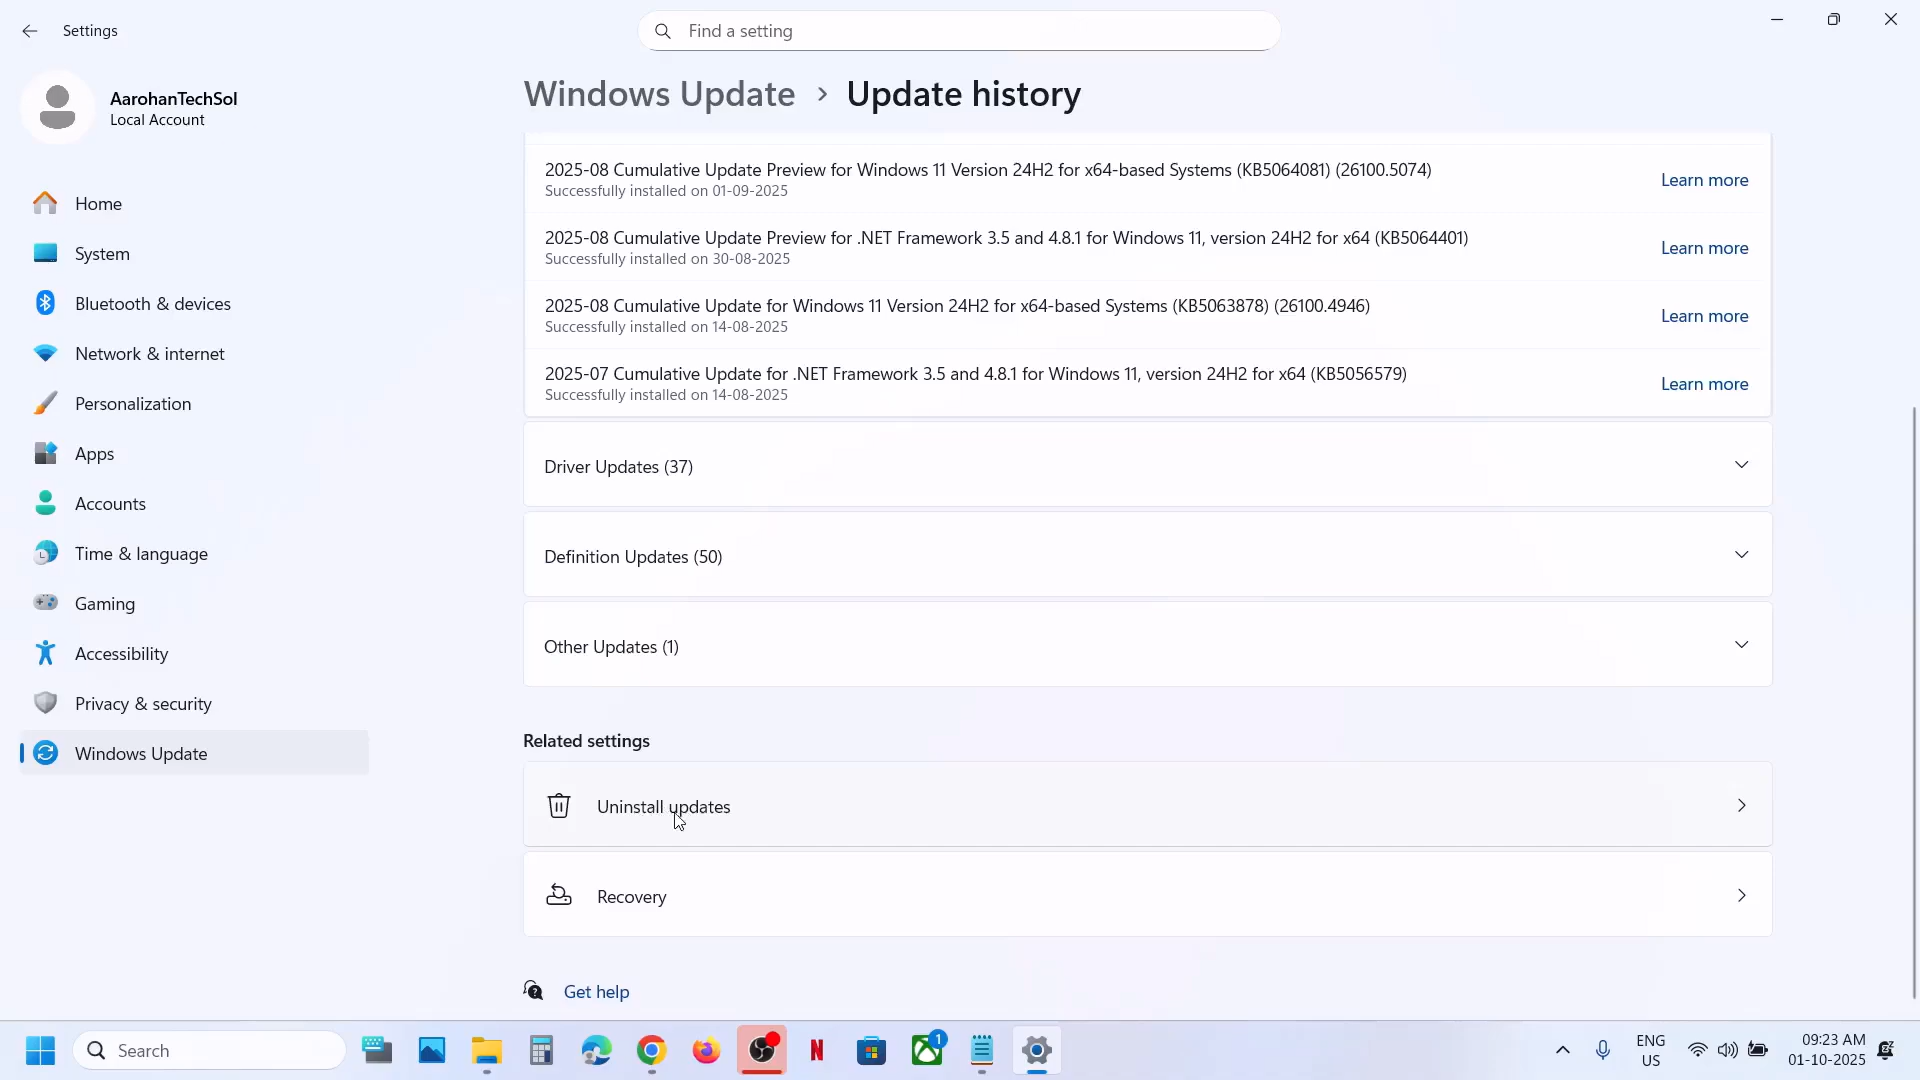 Settings
Find a setting
AarohanTechSol
Local Account
Home
System
Bluetooth & devices
Network & internet
Personalization
Apps
Accounts
Time & language
Gaming
Accessibility
Privacy & security
Windows Update
Windows Update > Update history
2025-08 Cumulative Update Preview for Windows 11 Version 24H2 for x64-based Systems (KB5064081) (26100.5074)
Successfully installed on 01-09-2025
Learn more
2025-08 Cumulative Update Preview for .NET Framework 3.5 and 4.8.1 for Windows 11, version 24H2 for x64 (KB5064401)
Successfully installed on 30-08-2025
Learn more
2025-08 Cumulative Update for Windows 11 Version 24H2 for x64-based Systems (KB5063878) (26100.4946)
Successfully installed on 14-08-2025
Learn more
2025-07 Cumulative Update for .NET Framework 3.5 and 4.8.1 for Windows 11, version 24H2 for x64 (KB5056579)
Successfully installed on 14-08-2025
Learn more
Driver Updates (37)
Definition Updates (50)
Other Updates (1)
Related settings
Uninstall updates
Recovery
Get help
Search
N
1
ENG
US
09:23 AM
01-10-2025